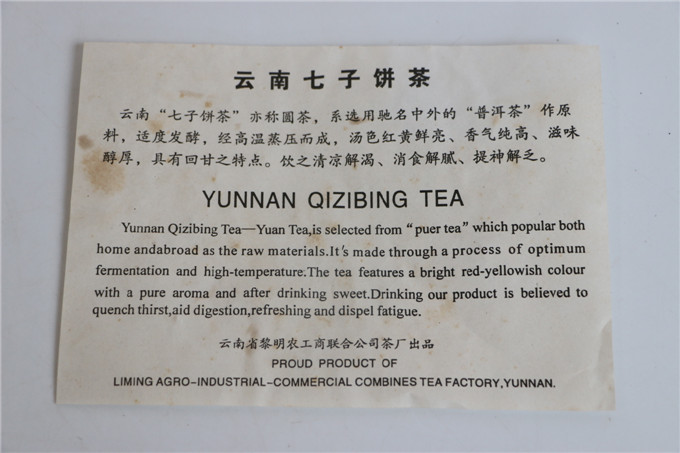 云南七子饼茶
云南“七子饼茶”亦称圆茶，系选用驰名中外的“普洱茶”作原
料，适度发酵，经高温蒸压而成，汤色红黄鲜亮、香气纯高、滋味
醇厚，具有回甘之特点。饮之清凉解渴、消食解腻、提神解乏。
YUNNAN QIZIBING TEA
Yunnan Qizibing Tea—Yuan Tea,is selected from “puer tea” which popular both
home andabroad as the raw materials.It's made through a process of optimum
fermentation and high-temperature.The tea features a bright red-yellowish colour
with a pure aroma and after drinking sweet.Drinking our product is believed to
quench thirst,aid digestion,refreshing and dispel fatigue.
云南省黎明农工商联合公司茶厂出品
PROUD PRODUCT OF
LIMING AGRO-INDUSTRIAL-COMMERCIAL COMBINES TEA FACTORY,YUNNAN.